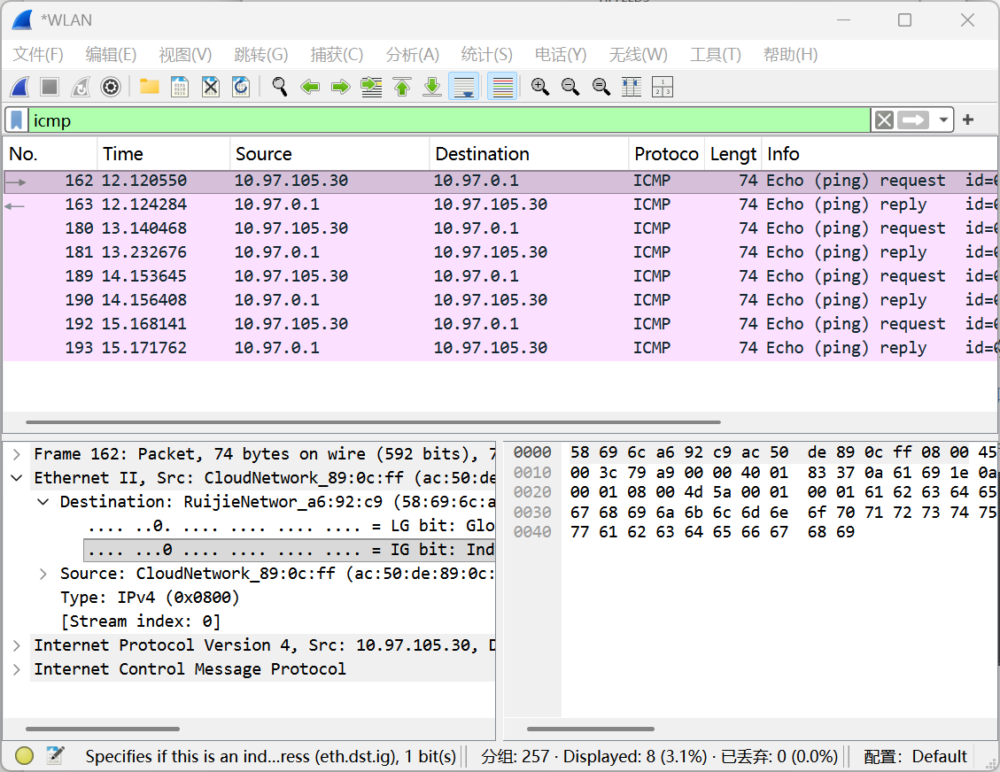 *WLAN
文件(F) 编辑(E) 视图(V) 跳转(G) 捕获(C) 分析(A) 统计(S) 电话(Y) 无线(W) 工具(T) 帮助(H)
icmp
No. Time Source Destination Protoco Lengt Info
162 12.120550 10.97.105.30 10.97.0.1 ICMP 74 Echo (ping) request id=
163 12.124284 10.97.0.1 10.97.105.30 ICMP 74 Echo (ping) reply id=
180 13.140468 10.97.105.30 10.97.0.1 ICMP 74 Echo (ping) request id=
181 13.232676 10.97.0.1 10.97.105.30 ICMP 74 Echo (ping) reply id=
189 14.153645 10.97.105.30 10.97.0.1 ICMP 74 Echo (ping) request id=
190 14.156408 10.97.0.1 10.97.105.30 ICMP 74 Echo (ping) reply id=
192 15.168141 10.97.105.30 10.97.0.1 ICMP 74 Echo (ping) request id=
193 15.171762 10.97.0.1 10.97.105.30 ICMP 74 Echo (ping) reply id=
Frame 162: Packet, 74 bytes on wire (592 bits), 7
Ethernet II, Src: CloudNetwork_89:0c:ff (ac:50:de
Destination: RuijieNetwor_a6:92:c9 (58:69:6c:a
.... ..0. .... .... .... .... = LG bit: Glo
.... ...0 .... .... .... .... = IG bit: Ind
Source: CloudNetwork_89:0c:ff (ac:50:de:89:0c:
Type: IPv4 (0x0800)
[Stream index: 0]
Internet Protocol Version 4, Src: 10.97.105.30, D
Internet Control Message Protocol
0000 58 69 6c a6 92 c9 ac 50 de 89 0c ff 08 00 45
0010 00 3c 79 a9 00 00 40 01 83 37 0a 61 69 1e 0a
0020 00 01 08 00 4d 5a 00 01 00 01 61 62 63 64 65
0030 67 68 69 6a 6b 6c 6d 6e 6f 70 71 72 73 74 75
0040 77 61 62 63 64 65 66 67 68 69
Specifies if this is an ind...ress (eth.dst.ig), 1 bit(s) 分组: 257 · Displayed: 8 (3.1%) · 已丢弃: 0 (0.0%) 配置: Default